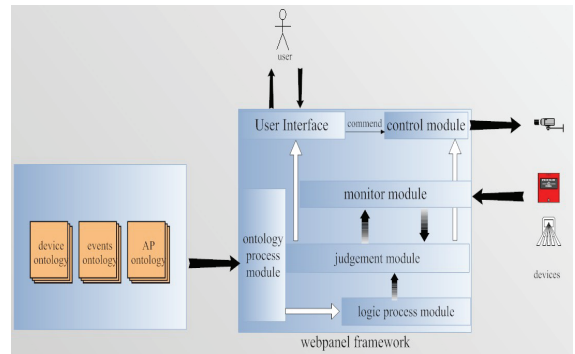 user
User Interface
commend
control module
monitor module
device
ontology
events
ontology
AP
ontology
ontology
process
module
judgement module
devices
logic process module
webpanel framework